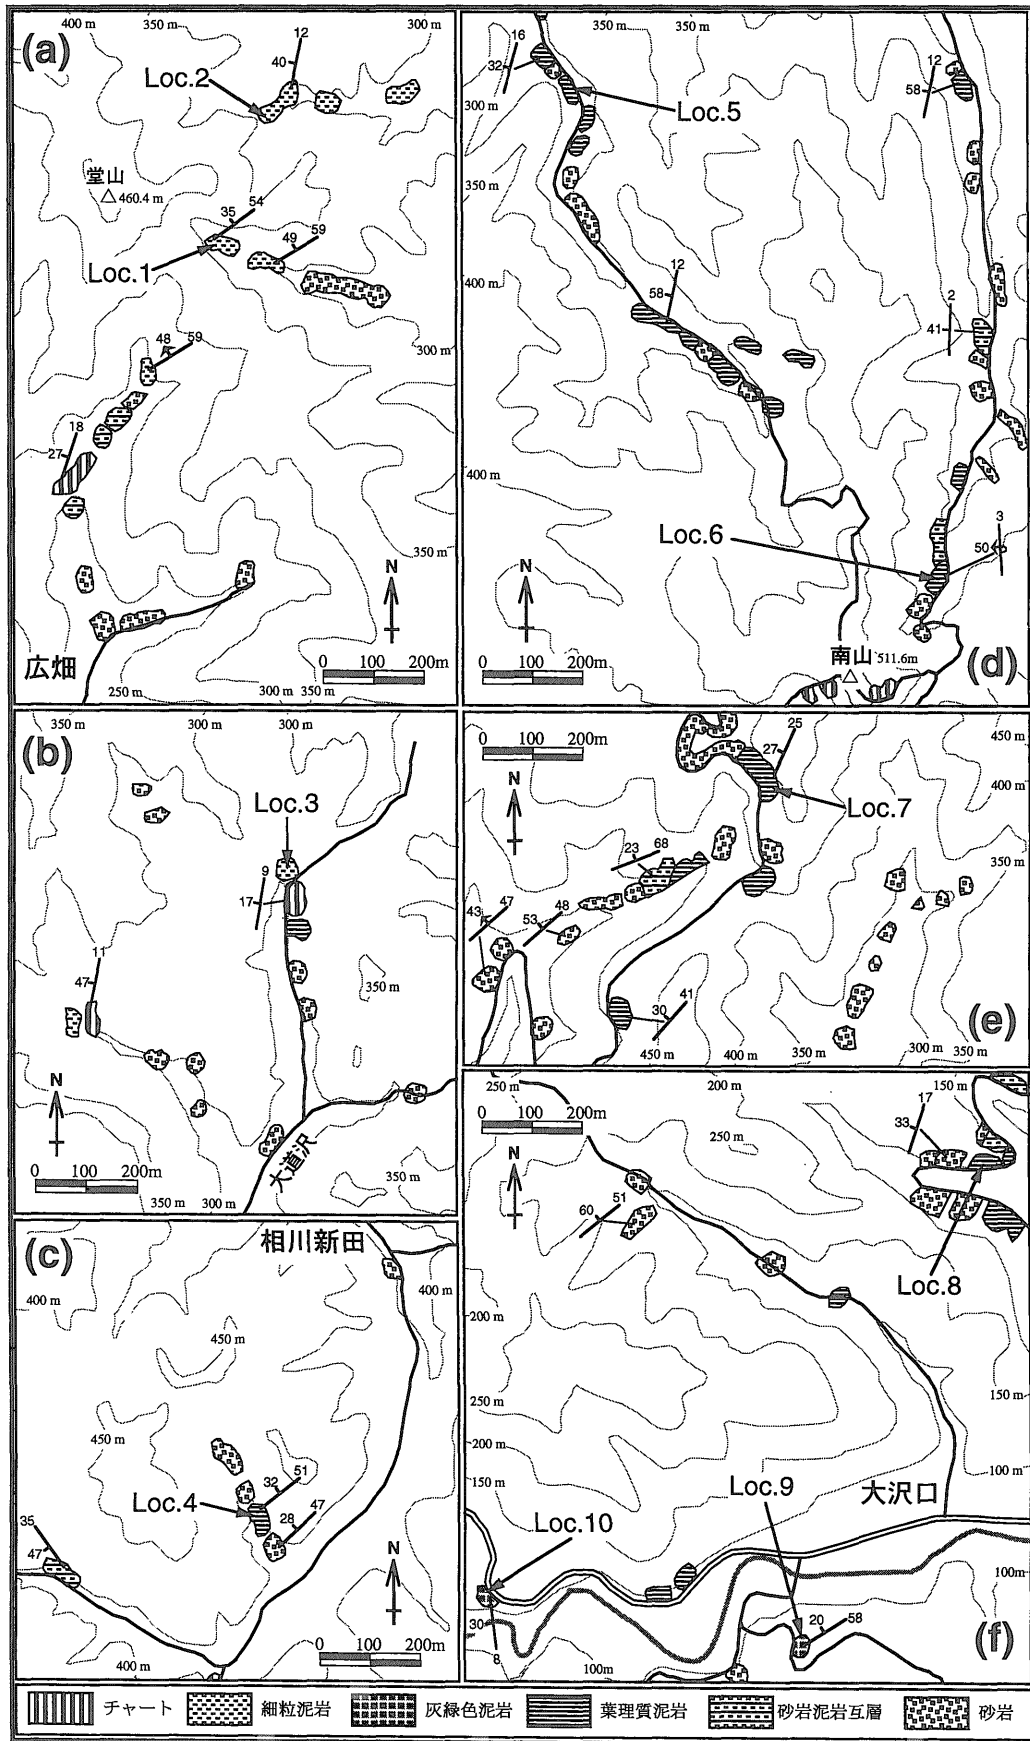 400 m
350 m
300 m
(a)
12
40
Loc.2
堂山
460.4 m
54
35
59
49
Loc.1
300 m
48
59
18
27
350 m
N
広畑
0 100 200m
250 m
300 m 350 m
350 m
350 m
16
32
300 m
Loc.5
12
58
350 m
12
58
400 m
2
41
400 m
Loc.6
3
50
N
0 100 200m
南山
511.6m
(d)
350 m
300 m
300 m
(b)
Loc.3
9
17
11
47
350 m
N
0 100 200m
大道沢
350 m
350 m
300 m
0 100 200m
N
25
27
450 m
400 m
Loc.7
350 m
68
23
47
43
48
53
41
30
(e)
450 m
400 m
350 m
300 m
350 m
相川新田
(c)
400 m
400 m
450 m
450 m
51
32
Loc.4
47
28
35
47
N
0 100 200m
400 m
250 m
200 m
150 m
0 100 200m
17
33
250 m
N
51
60
Loc.8
200 m
250 m
150 m
200 m
150 m
100 m
Loc.9
大沢口
Loc.10
100m
30
8
20
58
100m
(f)
チャート
細粒泥岩
灰緑色泥岩
葉理質泥岩
砂岩泥岩互層
砂岩